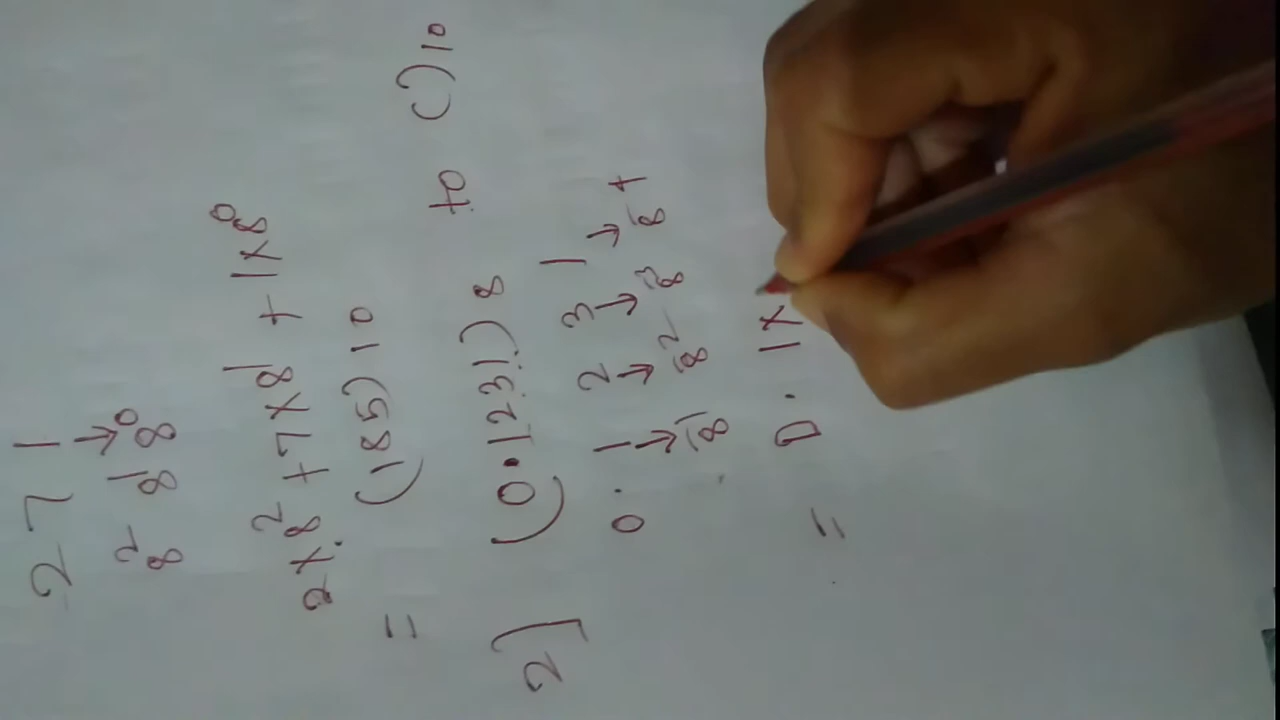 2 7 1
↓
8² 8¹ 8⁰
2×8² + 7×8¹ + 1×8⁰
= (185)10
2] (0.1231)8 to ( )10
0. 1 2 3 1
↓ ↓ ↓ ↓
8⁻¹ 8⁻² 8⁻³ 8⁻⁴
= 0. 1×